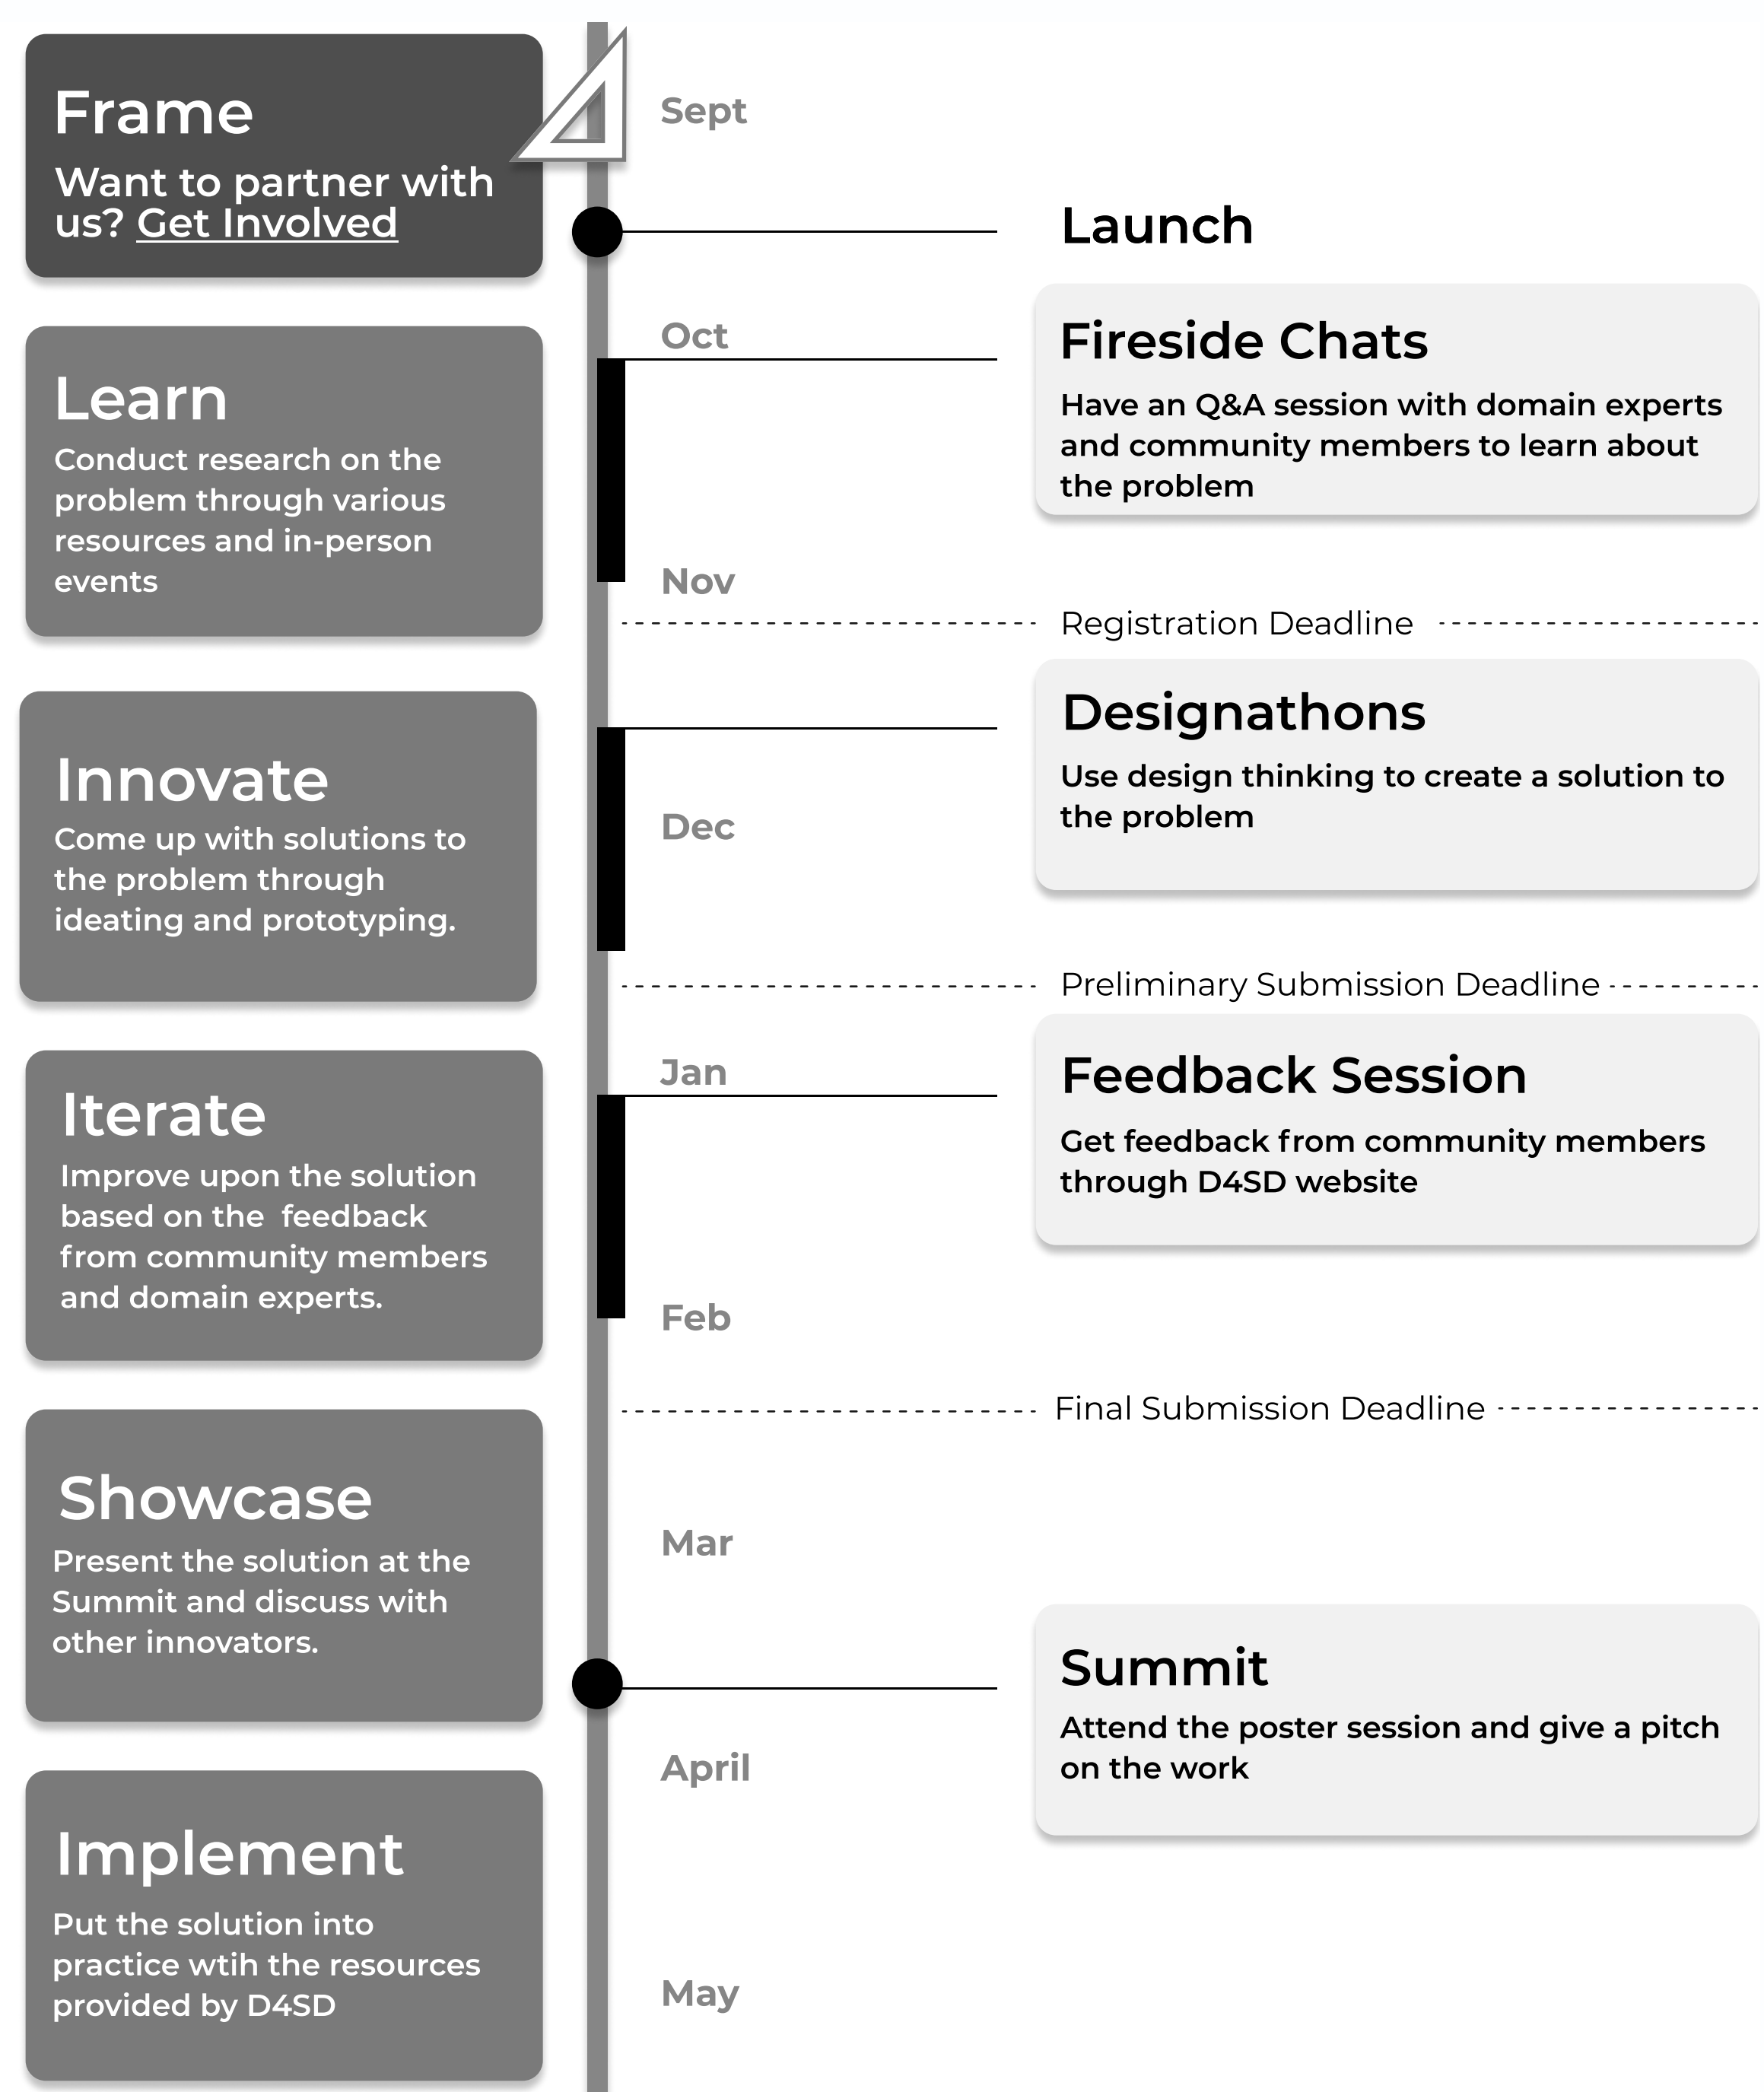 Frame
Want to partner with
us? Get Involved
Sept
Launch
Oct
Fireside Chats
Have an Q&A session with domain experts
and community members to learn about
the problem
Learn
Conduct research on the
problem through various
resources and in-person
events
Nov
Registration Deadline
Designathons
Use design thinking to create a solution to
the problem
Innovate
Come up with solutions to
the problem through
ideating and prototyping.
Dec
Preliminary Submission Deadline
Jan
Feedback Session
Get feedback from community members
through D4SD website
Iterate
Improve upon the solution
based on the  feedback
from community members
and domain experts.
Feb
Final Submission Deadline
Showcase
Present the solution at the
Summit and discuss with
other innovators.
Mar
Summit
Attend the poster session and give a pitch
on the work
April
Implement
Put the solution into
practice wtih the resources
provided by D4SD
May